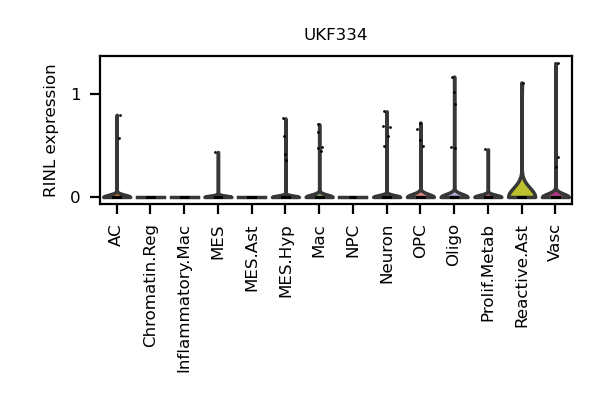 UKF334
RINL expression
1
0
AC
Chromatin.Reg
Inflammatory.Mac
MES
MES.Ast
MES.Hyp
Mac
NPC
Neuron
OPC
Oligo
Prolif.Metab
Reactive.Ast
Vasc